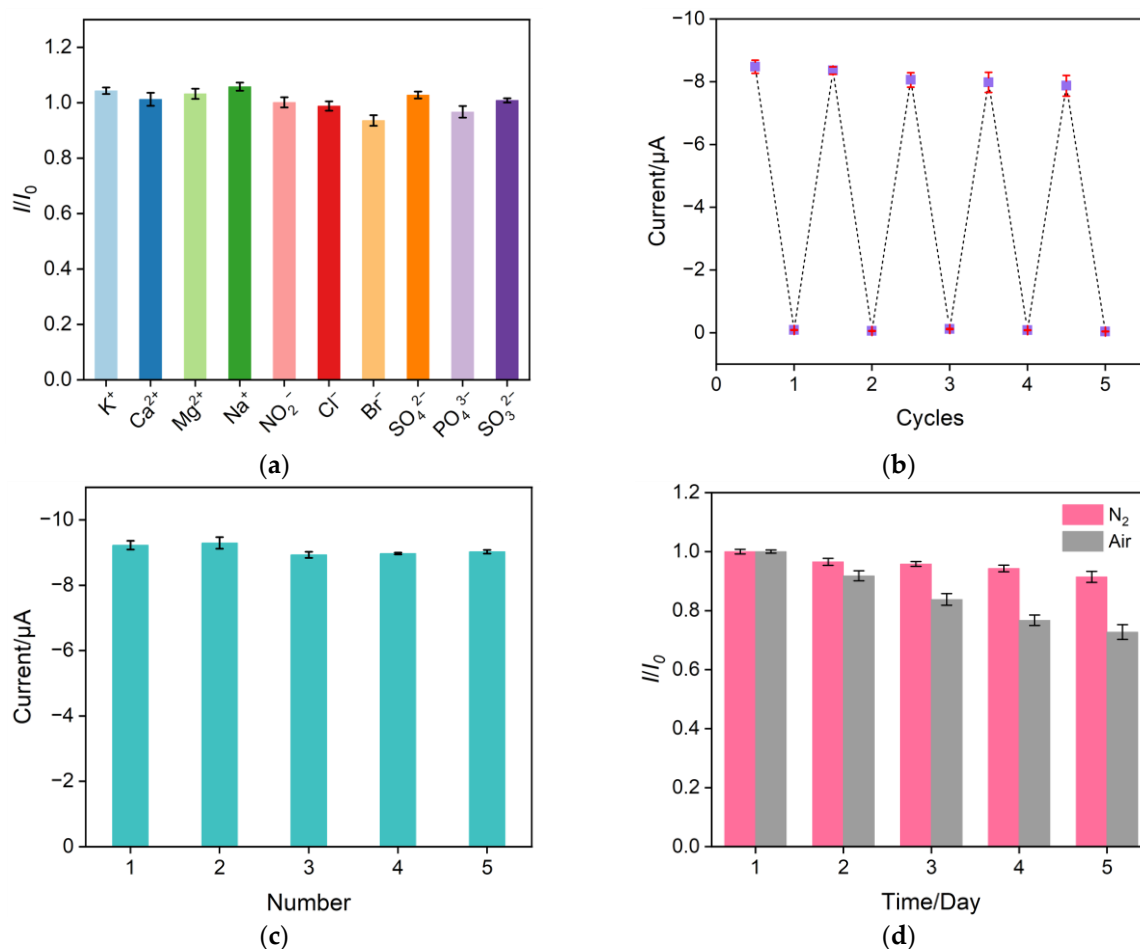 I/I₀
1.2
1.0
0.8
0.6
0.4
0.2
0.0
K⁺ Ca²⁺ Mg²⁺ Na⁺ NO₂⁻ Cl⁻ Br⁻ SO₄²⁻ PO₄³⁻ SO₃²⁻
(a)
Current/μA
−10
−8
−6
−4
−2
0
0 1 2 3 4 5
Cycles
(b)
Current/μA
−10
−8
−6
−4
−2
0
1 2 3 4 5
Number
(c)
I/I₀
1.2
1.0
0.8
0.6
0.4
0.2
0.0
N₂
Air
1 2 3 4 5
Time/Day
(d)